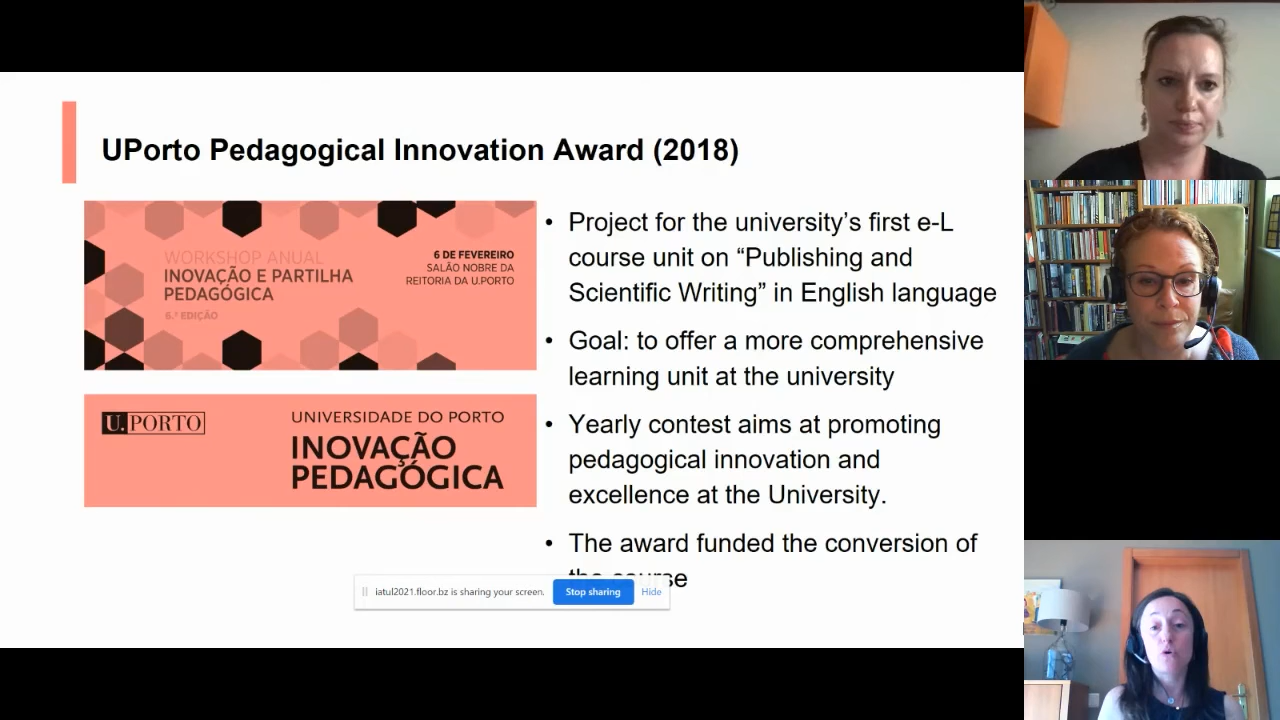 UPorto Pedagogical Innovation Award (2018)
WORKSHOP ANUAL
INOVAÇÃO E PARTILHA
PEDAGÓGICA
6.ª EDIÇÃO
6 DE FEVEREIRO
SALÃO NOBRE DA
REITORIA DA U.PORTO
U.PORTO
UNIVERSIDADE DO PORTO
INOVAÇÃO
PEDAGÓGICA
• Project for the university’s first e-L
course unit on “Publishing and
Scientific Writing” in English language
• Goal: to offer a more comprehensive
learning unit at the university
• Yearly contest aims at promoting
pedagogical innovation and
excellence at the University.
• The award funded the conversion of
the course
iatul2021.floor.bz is sharing your screen.
Stop sharing
Hide